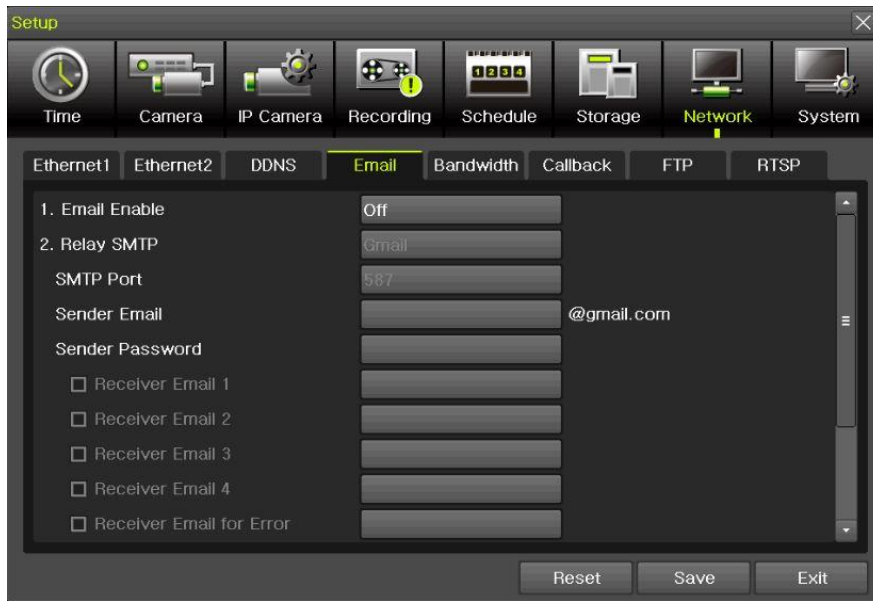 Setup
Time Camera IP Camera Recording Schedule Storage Network System
Ethernet1 Ethernet2 DDNS Email Bandwidth Callback FTP RTSP
1. Email Enable Off
2. Relay SMTP Gmail
SMTP Port 587
Sender Email @gmail.com
Sender Password
Receiver Email 1
Receiver Email 2
Receiver Email 3
Receiver Email 4
Receiver Email for Error
Reset Save Exit